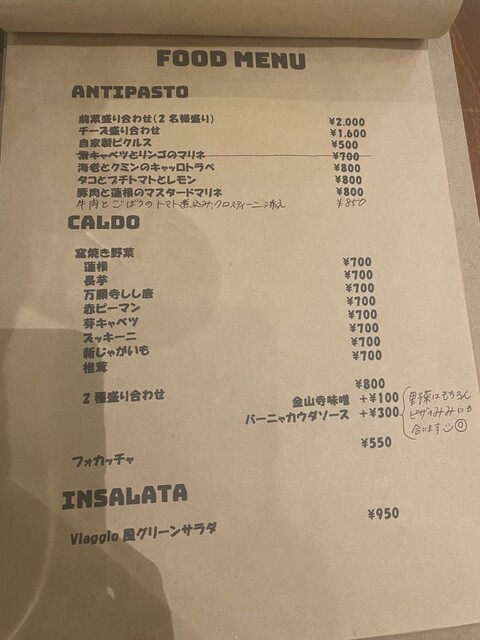 FOOD MENU
ANTIPASTO
前菜盛り合わせ(2名様盛り) ¥2.000
チーズ盛り合わせ ¥1.600
自家製ピクルス ¥500
紫キャベツとリンゴのマリネ ¥700
海老とクミンのキャロットラペ ¥800
タコとプチトマトとレモン ¥800
豚肉と蓮根のマスタードマリネ ¥800
牛肉とごぼうのトマト煮込み,クロスティーニ添え ¥850
CALDO
窯焼き野菜
蓮根 ¥700
長芋 ¥700
万願寺しし唐 ¥700
赤ピーマン ¥700
芽キャベツ ¥700
ズッキーニ ¥700
新じゃがいも ¥700
椎茸 ¥700
2種盛り合わせ ¥800
金山寺味噌 +¥100
バーニャカウダソース +¥300
野菜はもちろん
ピザのみみにも
合います
フォカッチャ ¥550
INSALATA
Viaggio風グリーンサラダ ¥950